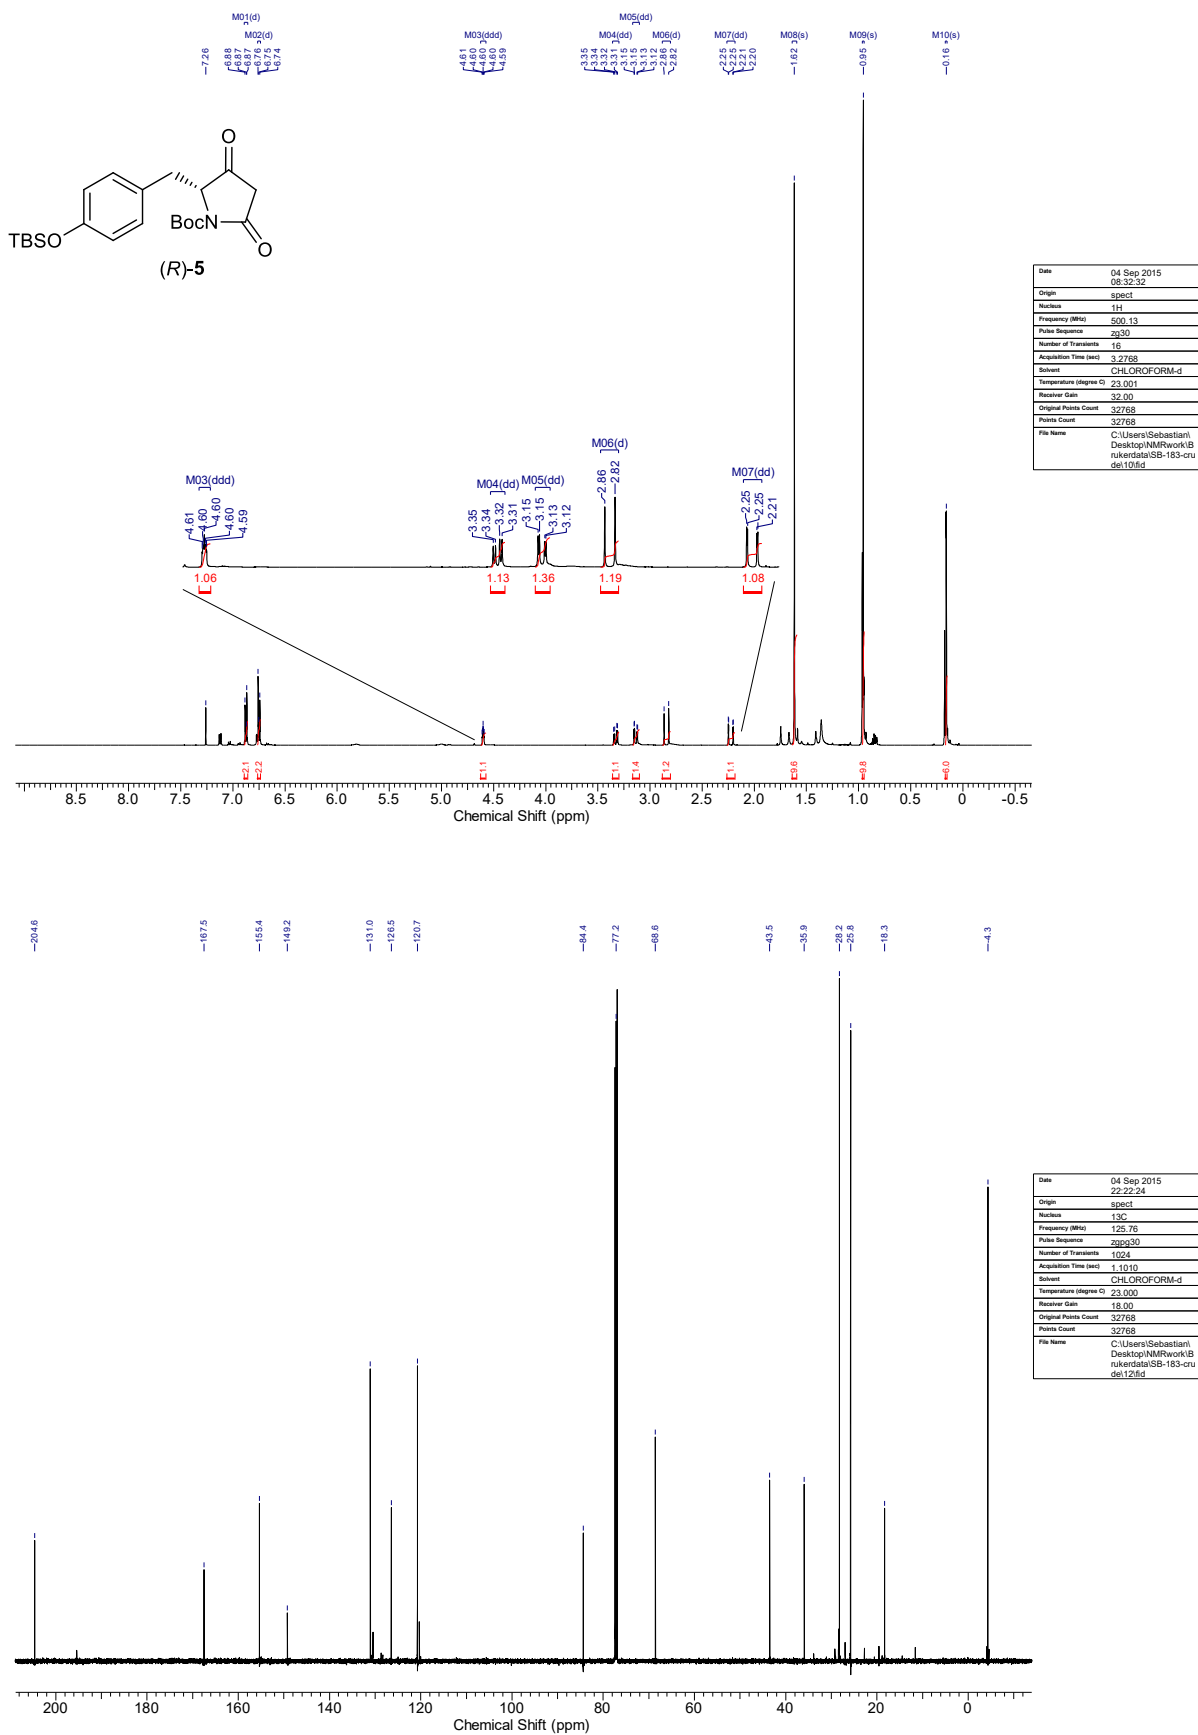 M01(d)
M05(dd)
M02(d)
M03(ddd)
M04(dd)
M06(d)
M07(dd)
M08(s)
M09(s)
M10(s)
7.26
6.88
6.87
6.87
6.76
6.75
6.74
4.61
4.60
4.60
4.60
4.59
3.35
3.34
3.32
3.31
3.15
3.15
3.13
3.12
2.86
2.82
2.25
2.25
2.21
2.20
1.62
0.95
0.16
O
N
Boc
O
TBSO
(R)-5
Date 04 Sep 2015
08:32:32
Origin spect
Nucleus 1H
Frequency (MHz) 500.13
Pulse Sequence zg30
Number of Transients 16
Acquisition Time (sec) 3.2768
Solvent CHLOROFORM-d
Temperature (degree C) 23.001
Receiver Gain 32.00
Original Points Count 32768
Points Count 32768
File Name C:\Users\Sebastian\
Desktop\NMRwork\B
rukerdata\SB-183-cru
de\10\fid
M06(d)
M03(ddd)
M04(dd)
M05(dd)
M07(dd)
4.61
4.60
4.60
4.60
4.59
3.35
3.34
3.32
3.31
3.15
3.15
3.13
3.12
2.86
2.82
2.25
2.25
2.21
1.06
1.13
1.36
1.19
1.08
2.1
2.2
1.1
1.1
1.4
1.2
1.1
9.6
9.8
6.0
8.5 8.0 7.5 7.0 6.5 6.0 5.5 5.0 4.5 4.0 3.5 3.0 2.5 2.0 1.5 1.0 0.5 0 -0.5
Chemical Shift (ppm)
204.6
167.5
155.4
149.2
131.0
126.5
120.7
84.4
77.2
68.6
43.5
35.9
28.2
25.8
18.3
-4.3
Date 04 Sep 2015
22:22:24
Origin spect
Nucleus 13C
Frequency (MHz) 125.76
Pulse Sequence zgpg30
Number of Transients 1024
Acquisition Time (sec) 1.1010
Solvent CHLOROFORM-d
Temperature (degree C) 23.000
Receiver Gain 18.00
Original Points Count 32768
Points Count 32768
File Name C:\Users\Sebastian\
Desktop\NMRwork\B
rukerdata\SB-183-cru
de\12\fid
200 180 160 140 120 100 80 60 40 20 0
Chemical Shift (ppm)